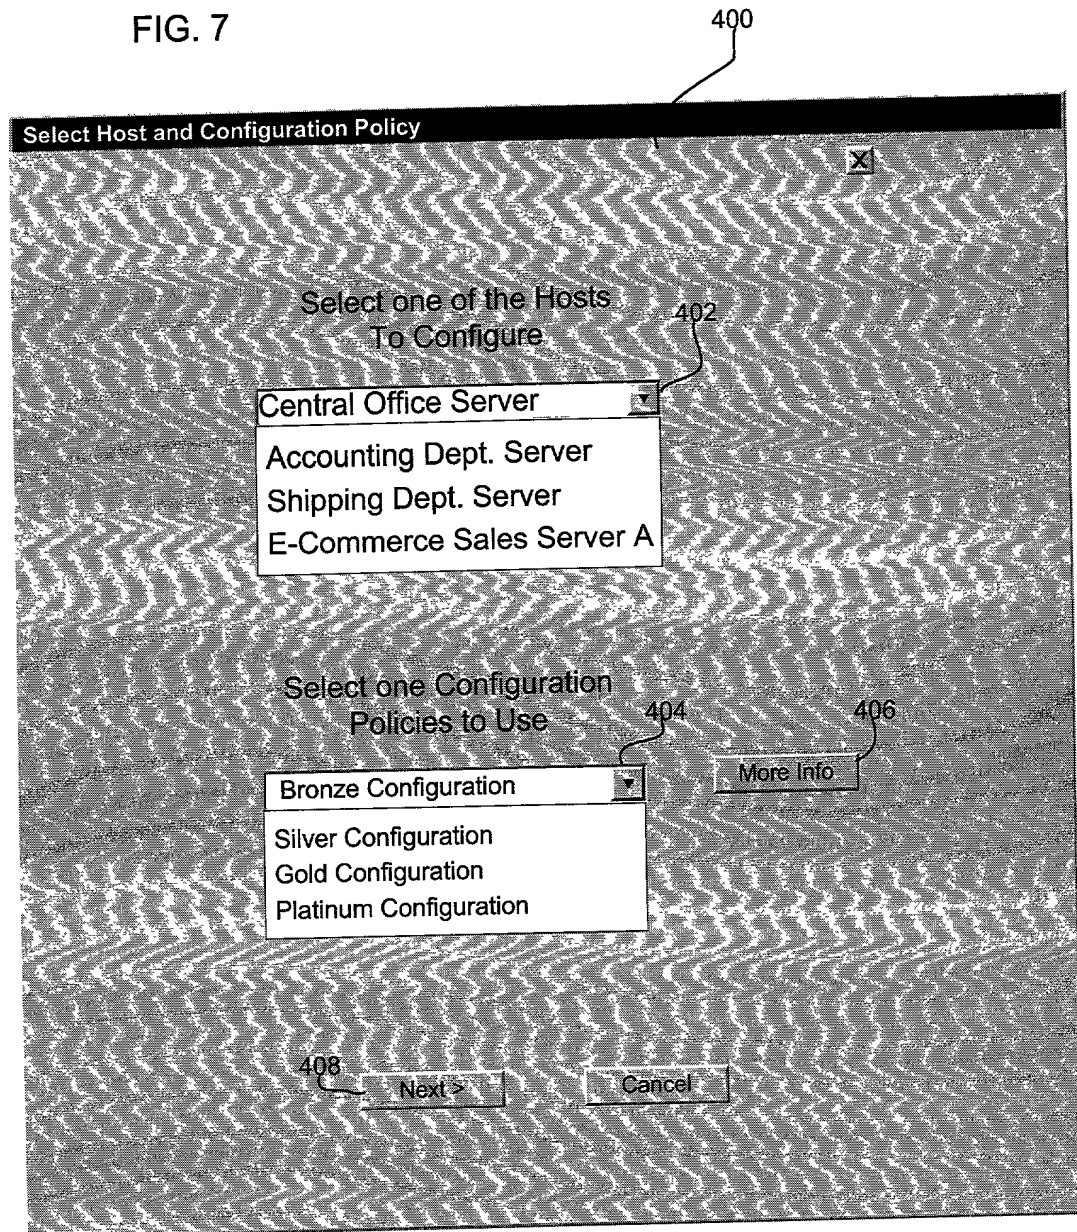 FIG. 7
400
Select Host and Configuration Policy
X
Select one of the Hosts
To Configure
402
Central Office Server
Accounting Dept. Server
Shipping Dept. Server
E-Commerce Sales Server A
Select one Configuration
Policies to Use
404
406
Bronze Configuration
More Info
Silver Configuration
Gold Configuration
Platinum Configuration
408
Next >
Cancel